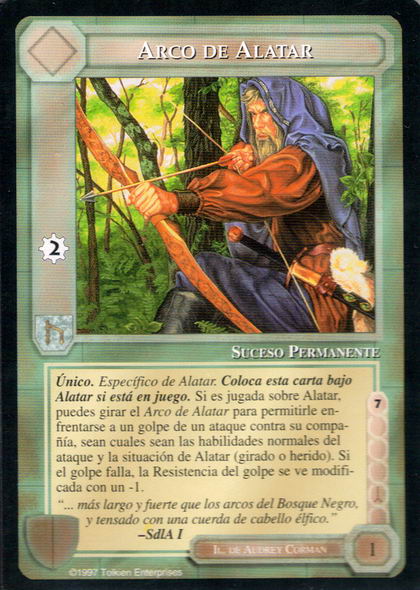 ARCO DE ALATAR
2
SUCESO PERMANENTE
Único. Específico de Alatar. Coloca esta carta bajo
Alatar si está en juego. Si es jugada sobre Alatar,
puedes girar el Arco de Alatar para permitirle en-
frentarse a un golpe de un ataque contra su compa-
ñía, sean cuales sean las habilidades normales del
ataque y la situación de Alatar (girado o herido). Si
el golpe falla, la Resistencia del golpe se ve modifi-
cada con un -1.
“... más largo y fuerte que los arcos del Bosque Negro,
y tensado con una cuerda de cabello élfico.”
–SdlA I
7
IL. DE AUDREY CORMAN
1
©1997 Tolkien Enterprises